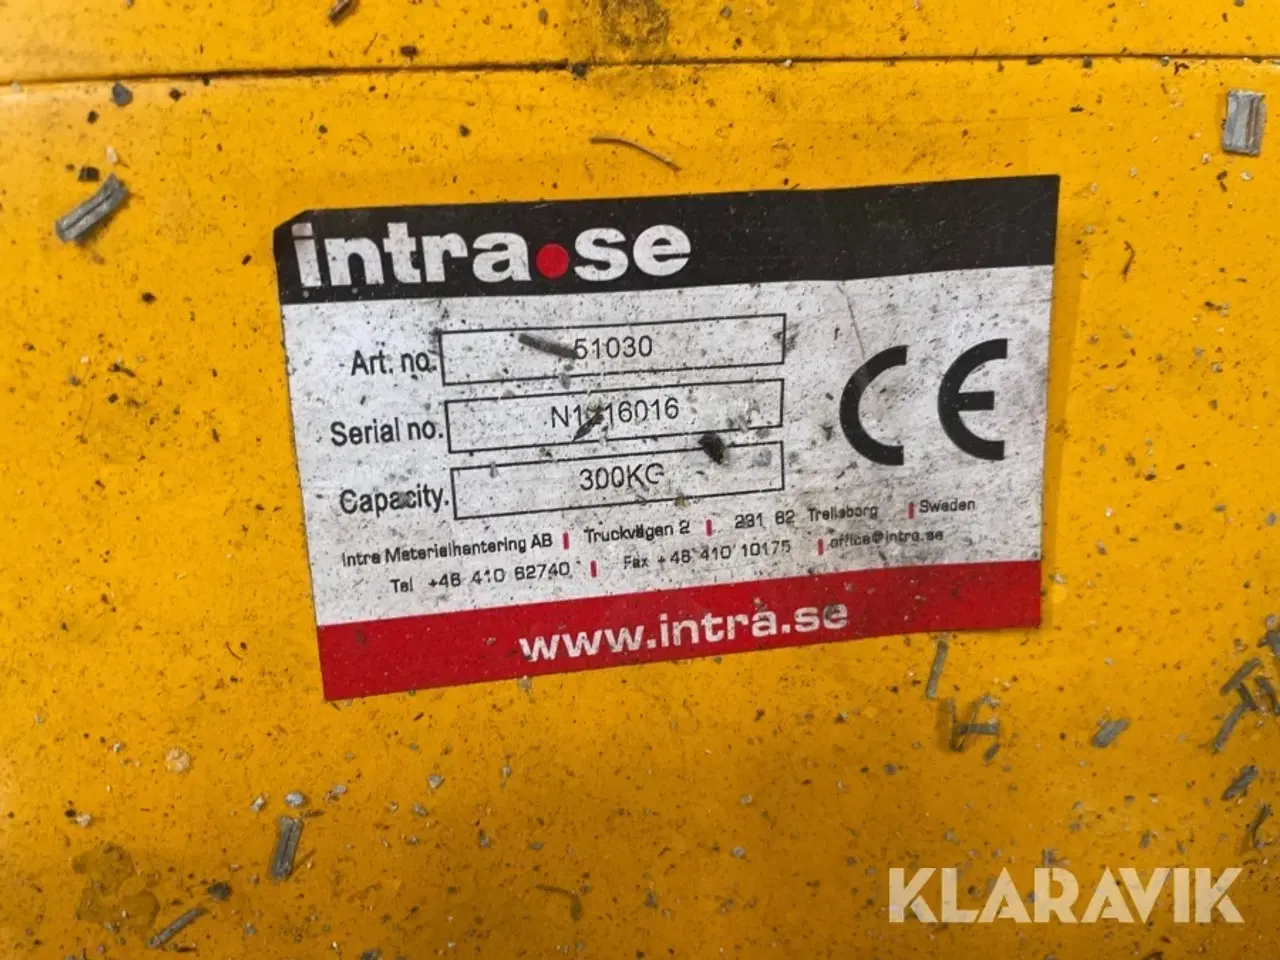 intra.se
Art. no. 51030
Serial no.
Capacity. 300KG
Intra Materialhantering AB | Truckvägen 2 | 231 62 Trelleborg | Sweden
Tel +46 410 62740 | Fax +46 410 10175 | office@intra.se
www.intra.se
KLARAVIK